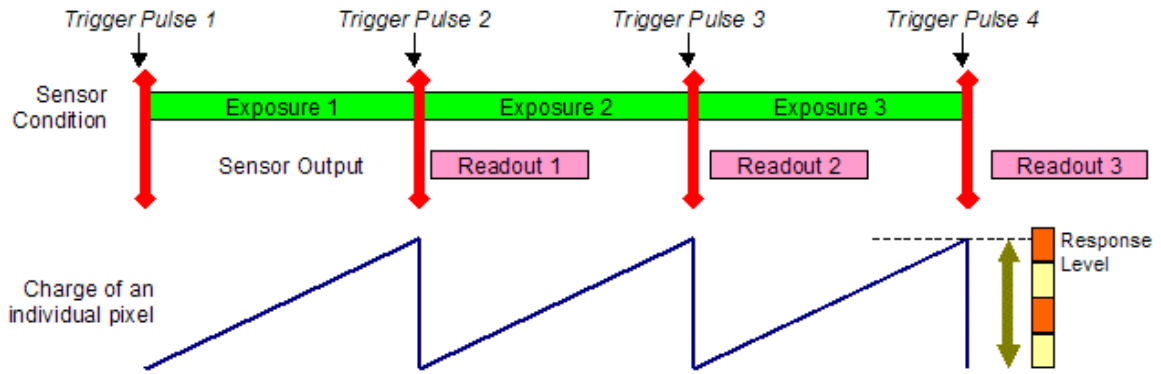 Trigger Pulse 1 Trigger Pulse 2 Trigger Pulse 3 Trigger Pulse 4
Sensor
Condition
Exposure 1 Exposure 2 Exposure 3
Sensor Output Readout 1 Readout 2 Readout 3
Response
Level
Charge of an
individual pixel